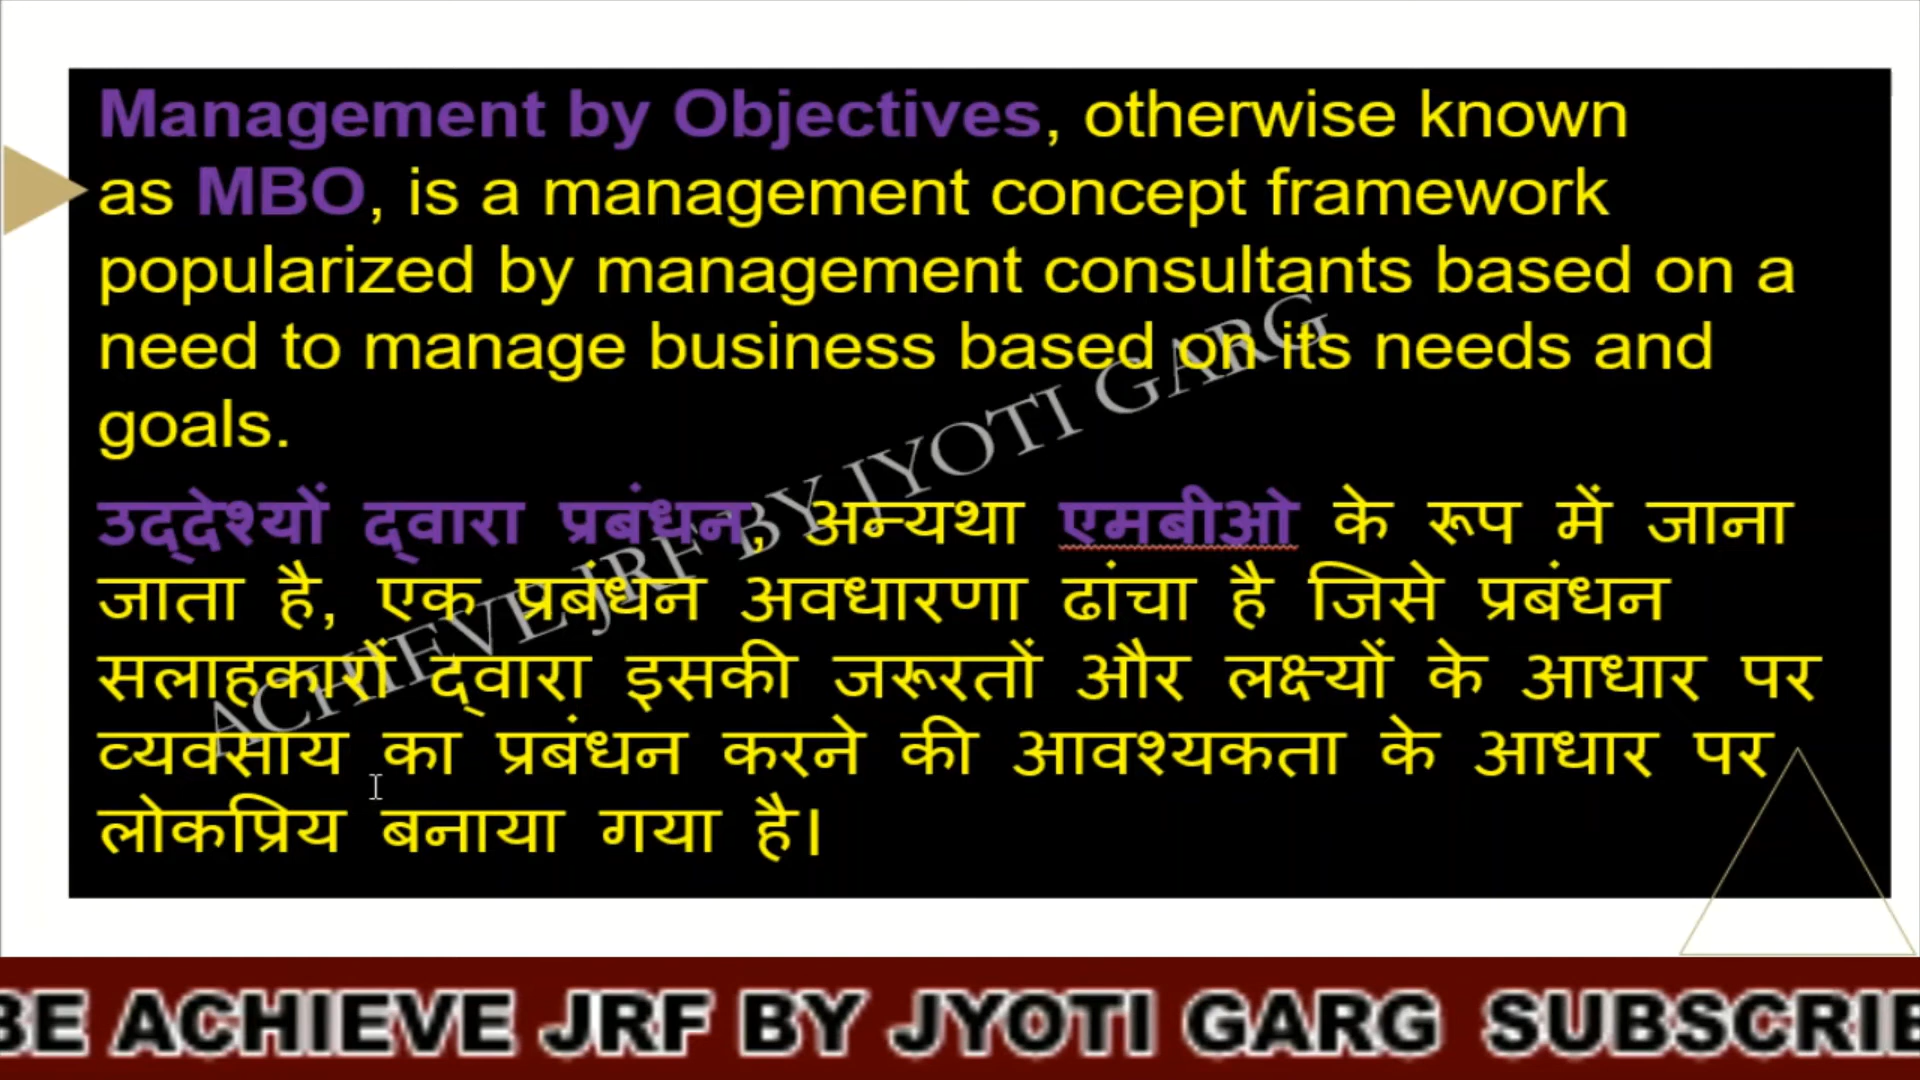 Management by Objectives, otherwise known
as MBO, is a management concept framework
popularized by management consultants based on a
need to manage business based on its needs and
goals.
उद्देश्यों द्वारा प्रबंधन, अन्यथा एमबीओ के रूप में जाना
जाता है, एक प्रबंधन अवधारणा ढांचा है जिसे प्रबंधन
सलाहकारों द्वारा इसकी जरूरतों और लक्ष्यों के आधार पर
व्यवसाय का प्रबंधन करने की आवश्यकता के आधार पर
लोकप्रिय बनाया गया है।
ACHIEVE JRF BY JYOTI GARG
BE ACHIEVE JRF BY JYOTI GARG SUBSCRIB